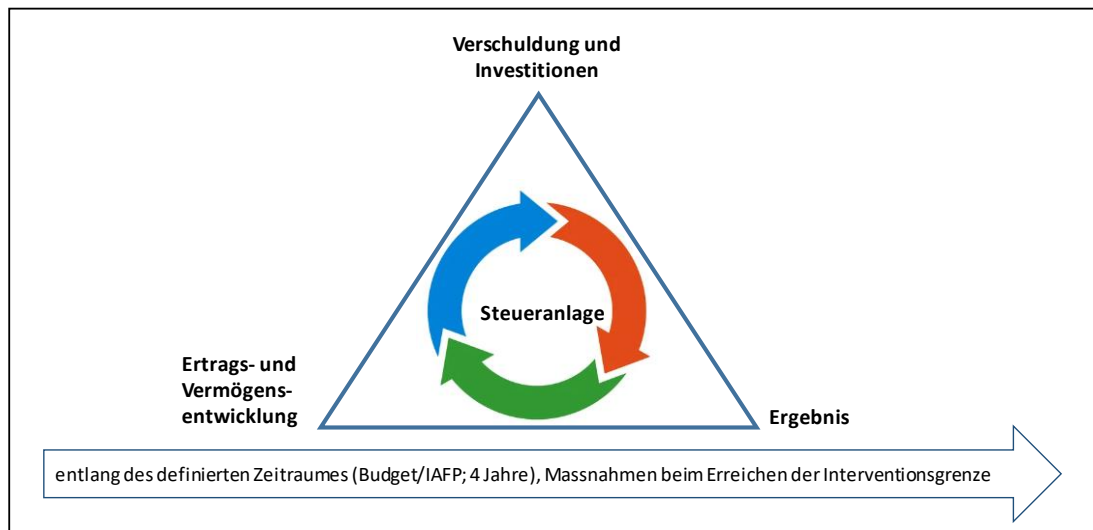 Verschuldung und
Investitionen
Steueranlage
Ertrags- und
Vermögens-
entwicklung
Ergebnis
entlang des definierten Zeitraumes (Budget/IAFP; 4 Jahre), Massnahmen beim Erreichen der Interventionsgrenze